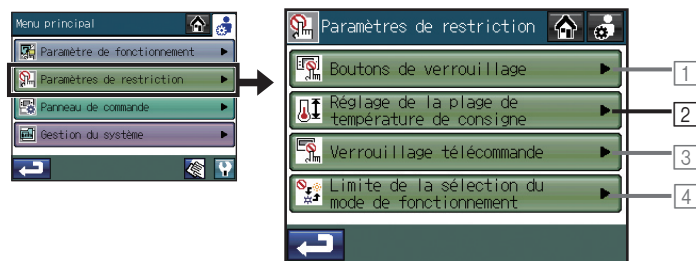 Menu principal
Paramètre de fonctionnement
Paramètres de restriction
Panneau de commande
Gestion du système
Paramètres de restriction
Boutons de verrouillage
1
Réglage de la plage de
température de consigne
2
Verrouillage télécommande
3
Limite de la sélection du
mode de fonctionnement
4